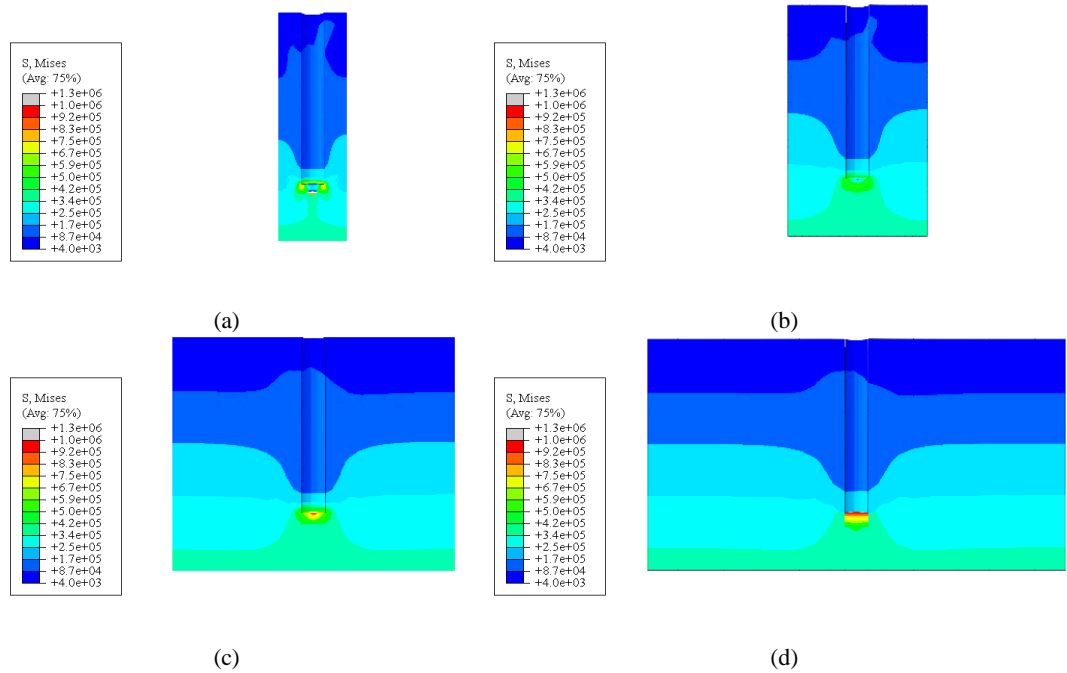 S, Mises
(Avg: 75%)
+1.3e+06
+1.0e+06
+9.2e+05
+8.3e+05
+7.5e+05
+6.7e+05
+5.9e+05
+5.0e+05
+4.2e+05
+3.4e+05
+2.5e+05
+1.7e+05
+8.7e+04
+4.0e+03
S, Mises
(Avg: 75%)
+1.3e+06
+1.0e+06
+9.2e+05
+8.3e+05
+7.5e+05
+6.7e+05
+5.9e+05
+5.0e+05
+4.2e+05
+3.4e+05
+2.5e+05
+1.7e+05
+8.7e+04
+4.0e+03
(a)
(b)
S, Mises
(Avg: 75%)
+1.3e+06
+1.0e+06
+9.2e+05
+8.3e+05
+7.5e+05
+6.7e+05
+5.9e+05
+5.0e+05
+4.2e+05
+3.4e+05
+2.5e+05
+1.7e+05
+8.7e+04
+4.0e+03
S, Mises
(Avg: 75%)
+1.3e+06
+1.0e+06
+9.2e+05
+8.3e+05
+7.5e+05
+6.7e+05
+5.9e+05
+5.0e+05
+4.2e+05
+3.4e+05
+2.5e+05
+1.7e+05
+8.7e+04
+4.0e+03
(c)
(d)